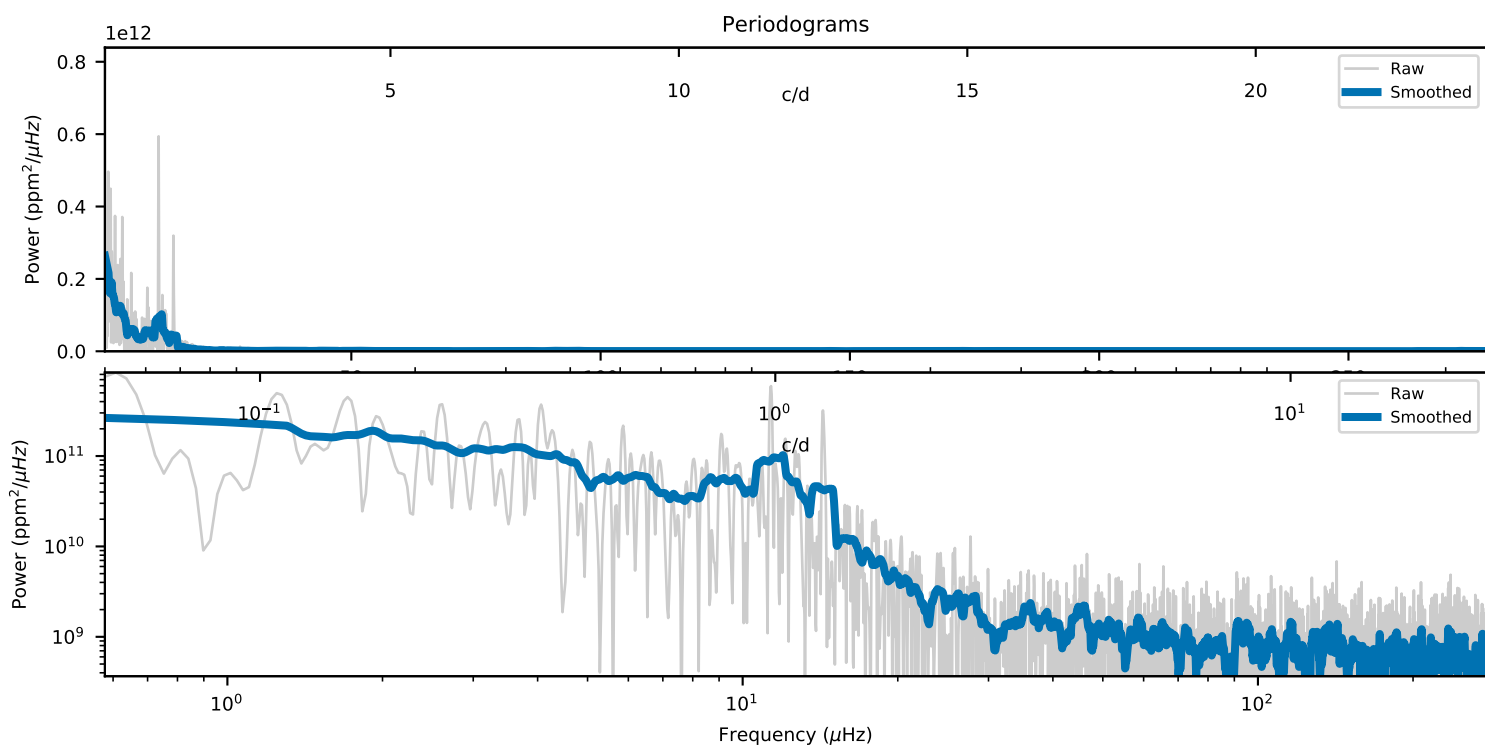 Periodograms
1e12
0.8
0.6
0.4
0.2
0.0
Power (ppm²/μHz)
5
10
15
20
c/d
Raw
Smoothed
10⁻¹
10⁰
10¹
c/d
Raw
Smoothed
10¹¹
10¹⁰
10⁹
Power (ppm²/μHz)
10⁰
10¹
10²
Frequency (μHz)